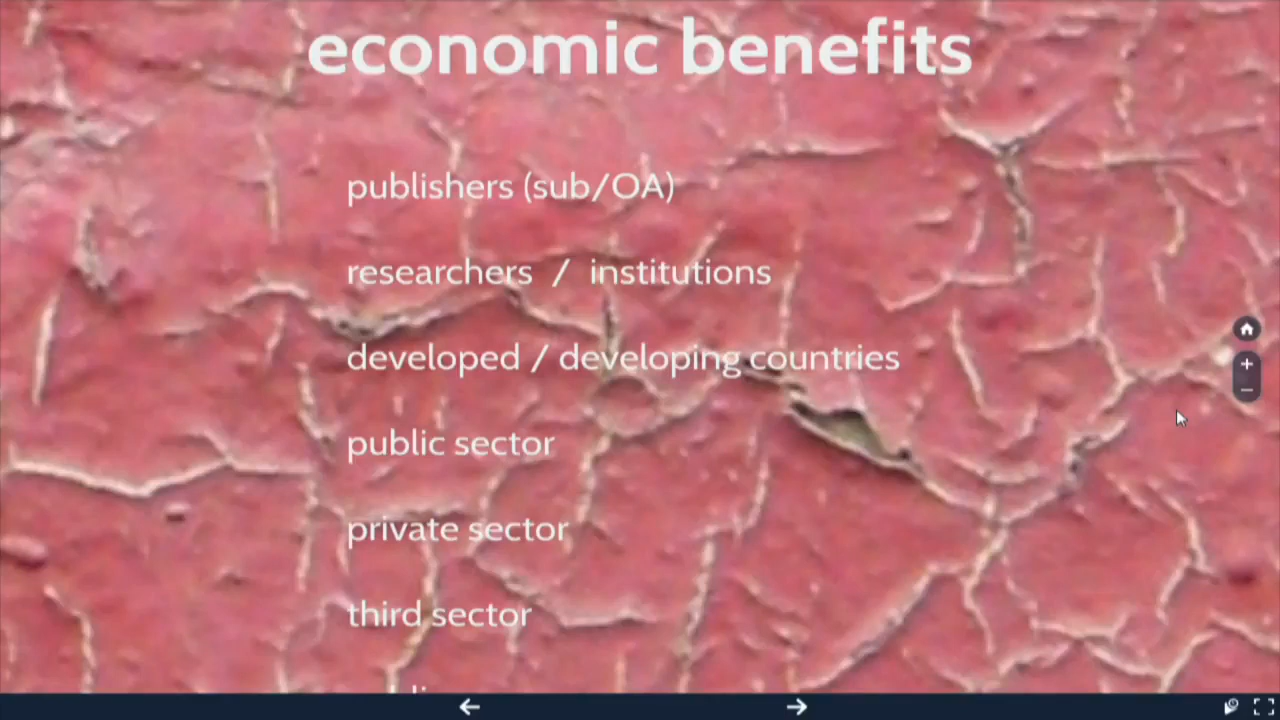 economic benefits
publishers (sub/OA)
researchers / institutions
developed / developing countries
public sector
private sector
third sector